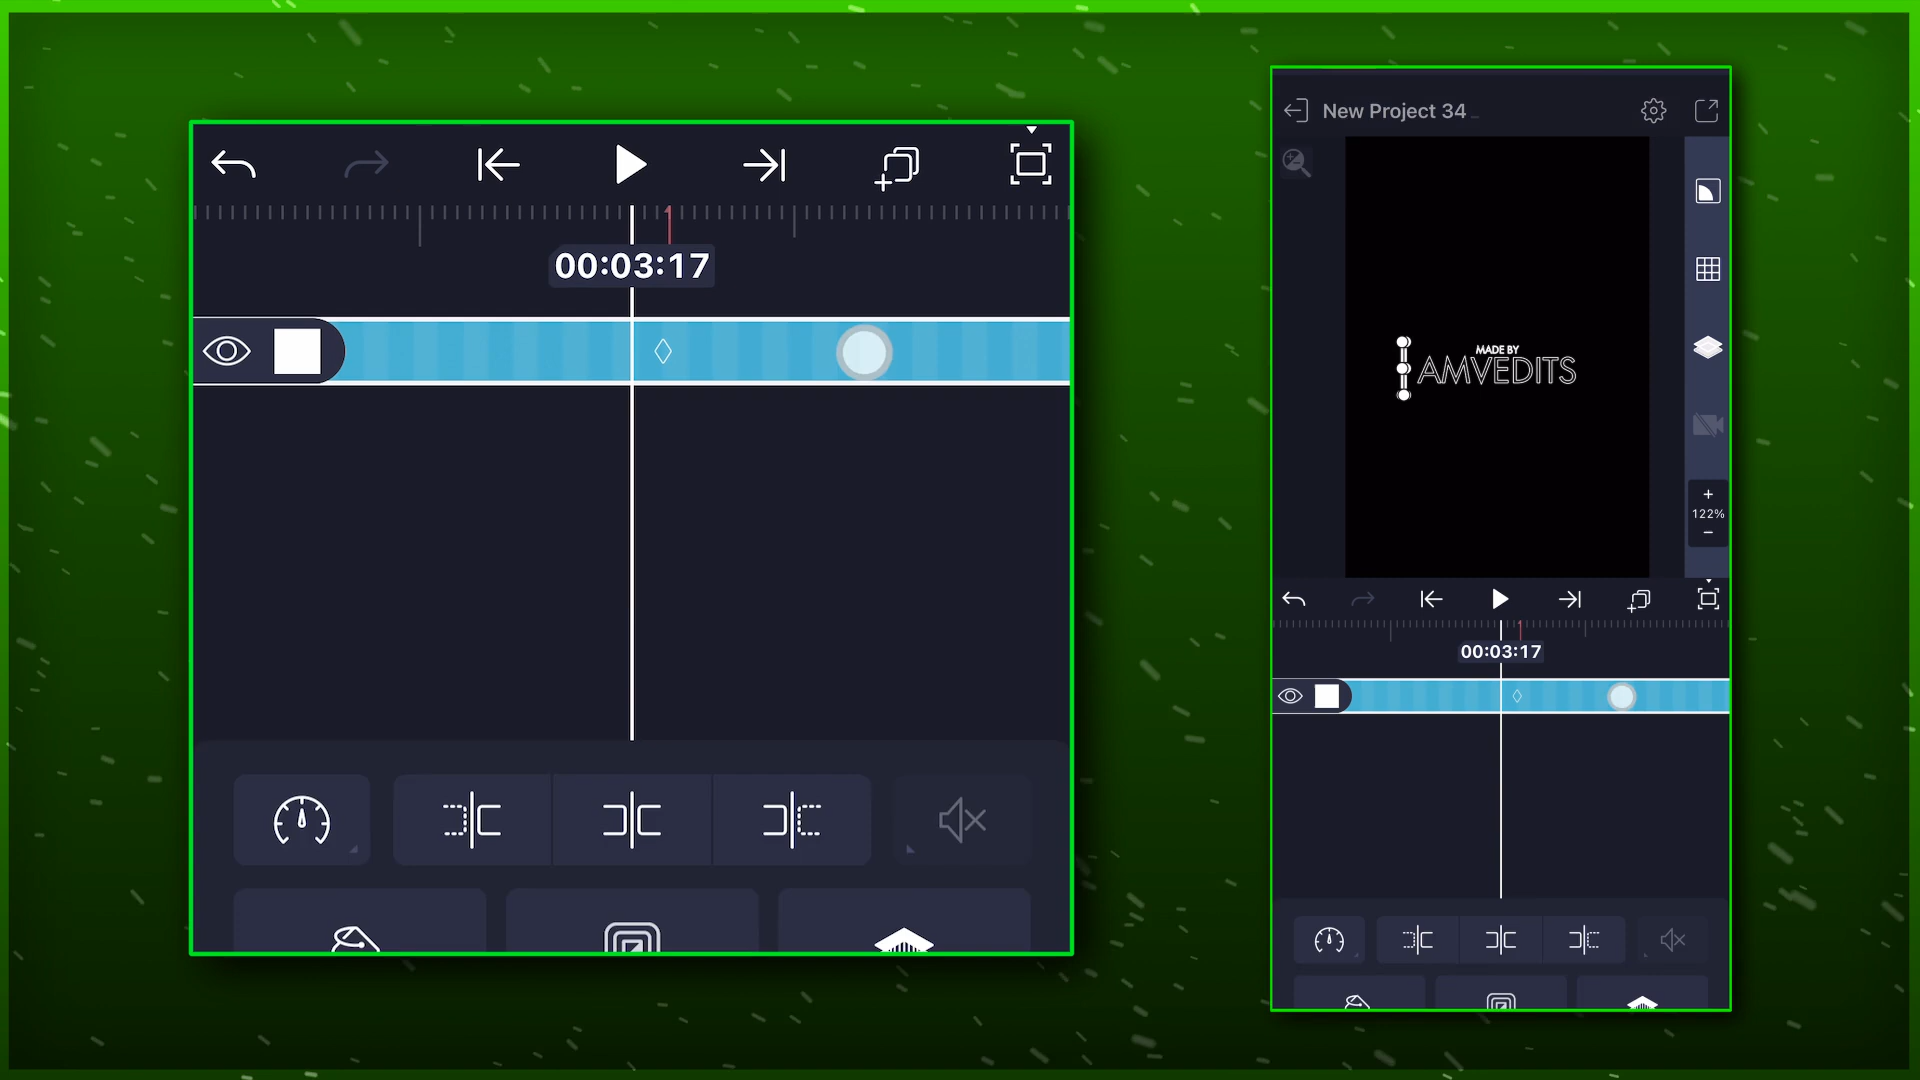 00:03:17
New Project 34
MADE BY
AMVEDITS
+
122%
−
00:03:17